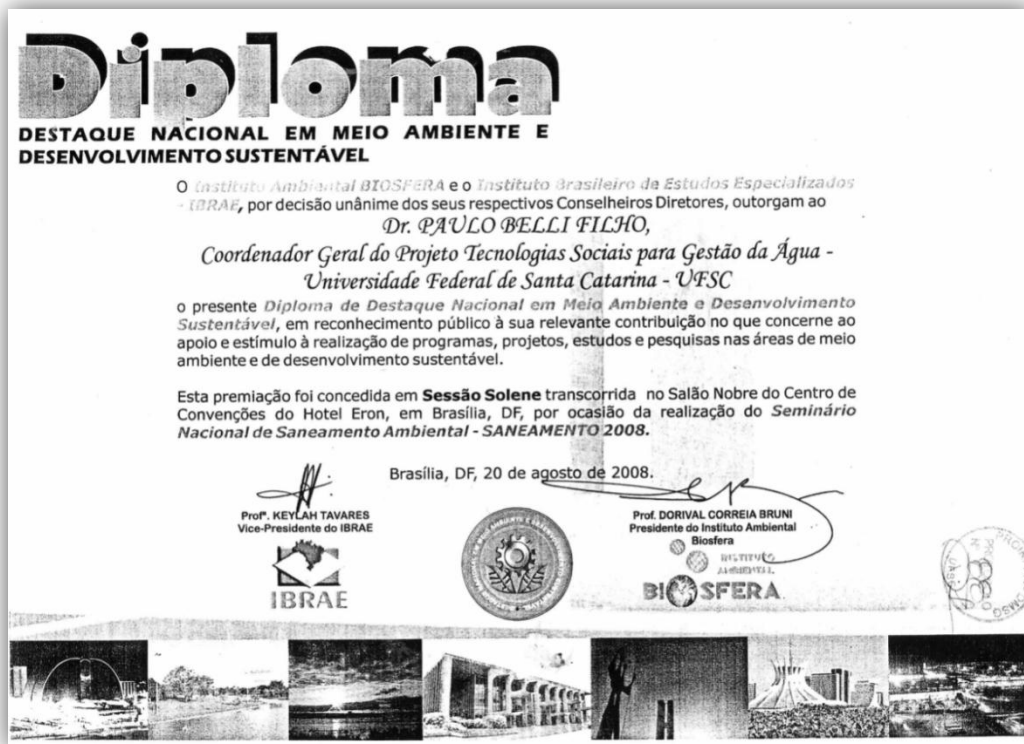 Diploma
DESTAQUE NACIONAL EM MEIO AMBIENTE E
DESENVOLVIMENTO SUSTENTÁVEL
O Instituto Ambiental BIOSFERA e o Instituto Brasileiro de Estudos Especializados
- IBRAE, por decisão unânime dos seus respectivos Conselheiros Diretores, outorgam ao
Dr. PAULO BELLI FILHO,
Coordenador Geral do Projeto Tecnologias Sociais para Gestão da Água -
Universidade Federal de Santa Catarina - UFSC
o presente Diploma de Destaque Nacional em Meio Ambiente e Desenvolvimento
Sustentável, em reconhecimento público à sua relevante contribuição no que concerne ao
apoio e estímulo à realização de programas, projetos, estudos e pesquisas nas áreas de meio
ambiente e de desenvolvimento sustentável.
Esta premiação foi concedida em Sessão Solene transcorrida no Salão Nobre do Centro de
Convenções do Hotel Eron, em Brasília, DF, por ocasião da realização do Seminário
Nacional de Saneamento Ambiental - SANEAMENTO 2008.
Brasília, DF, 20 de agosto de 2008.
Profª. KEYLAH TAVARES
Vice-Presidente do IBRAE
IBRAE
Prof. DORIVAL CORREIA BRUNI
Presidente do Instituto Ambiental
Biosfera
INSTITUTO
AMBIENTAL
BIOSFERA